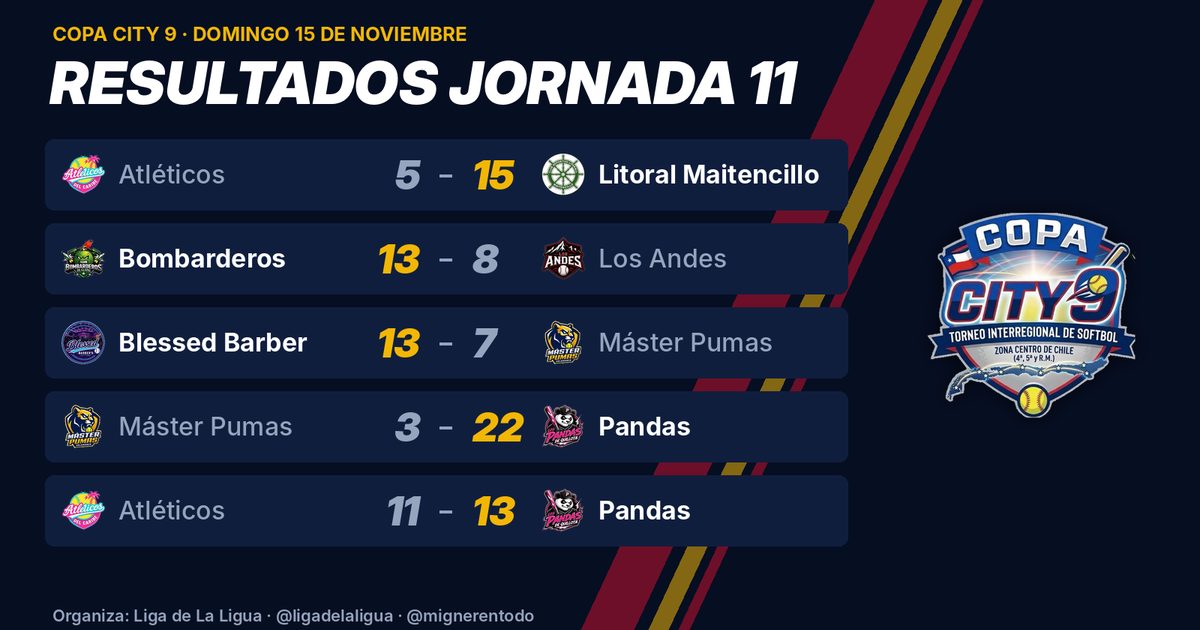 COPA CITY 9 · DOMINGO 15 DE NOVIEMBRE
RESULTADOS JORNADA 11
Atléticos 5 – 15 Litoral Maitencillo
Bombarderos 13 – 8 Los Andes
Blessed Barber 13 – 7 Máster Pumas
Máster Pumas 3 – 22 Pandas
Atléticos 11 – 13 Pandas
COPA
CITY 9
TORNEO INTERREGIONAL DE SOFTBOL
ZONA CENTRO DE CHILE
(4ª, 5ª y R.M.)
Organiza: Liga de La Ligua · @ligadelaligua · @mignerentodo